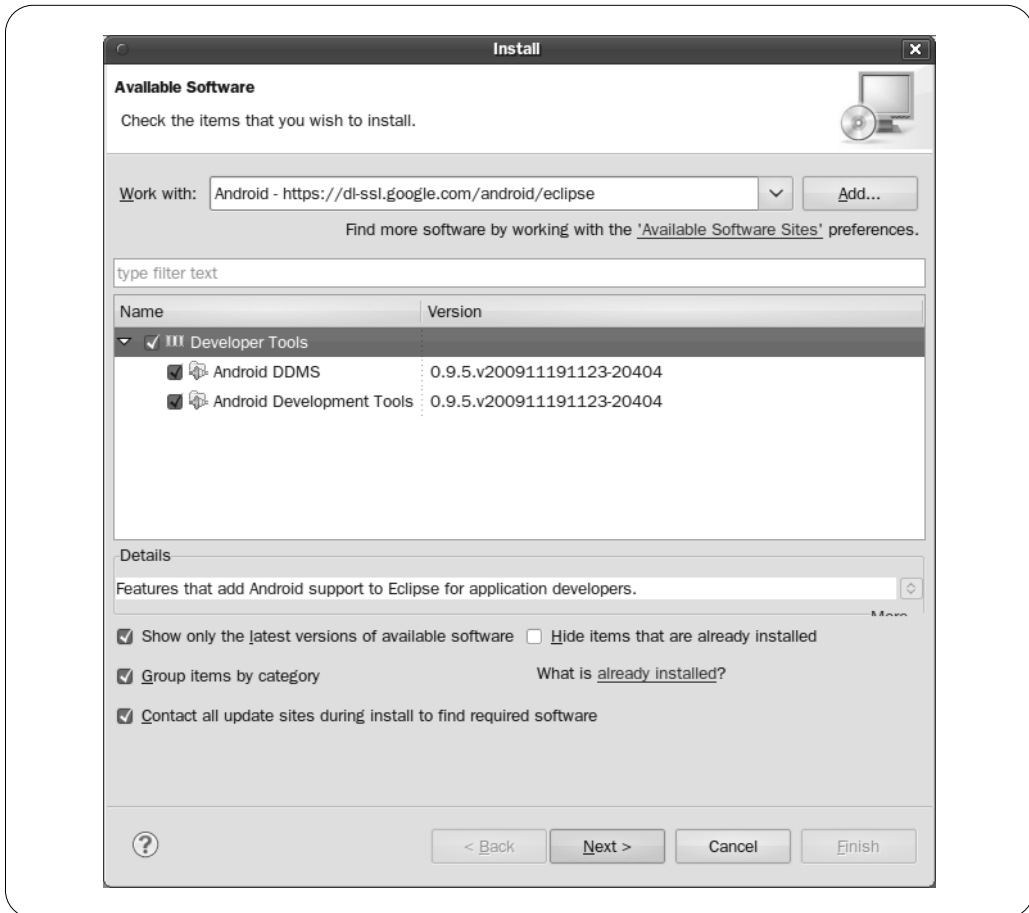 Install
Available Software
Check the items that you wish to install.
Work with: Android - https://dl-ssl.google.com/android/eclipse Add...
Find more software by working with the 'Available Software Sites' preferences.
type filter text
Name Version
Developer Tools
Android DDMS 0.9.5.v200911191123-20404
Android Development Tools 0.9.5.v200911191123-20404
Details
Features that add Android support to Eclipse for application developers.
More
Show only the latest versions of available software Hide items that are already installed
Group items by category What is already installed?
Contact all update sites during install to find required software
? < Back Next > Cancel Finish